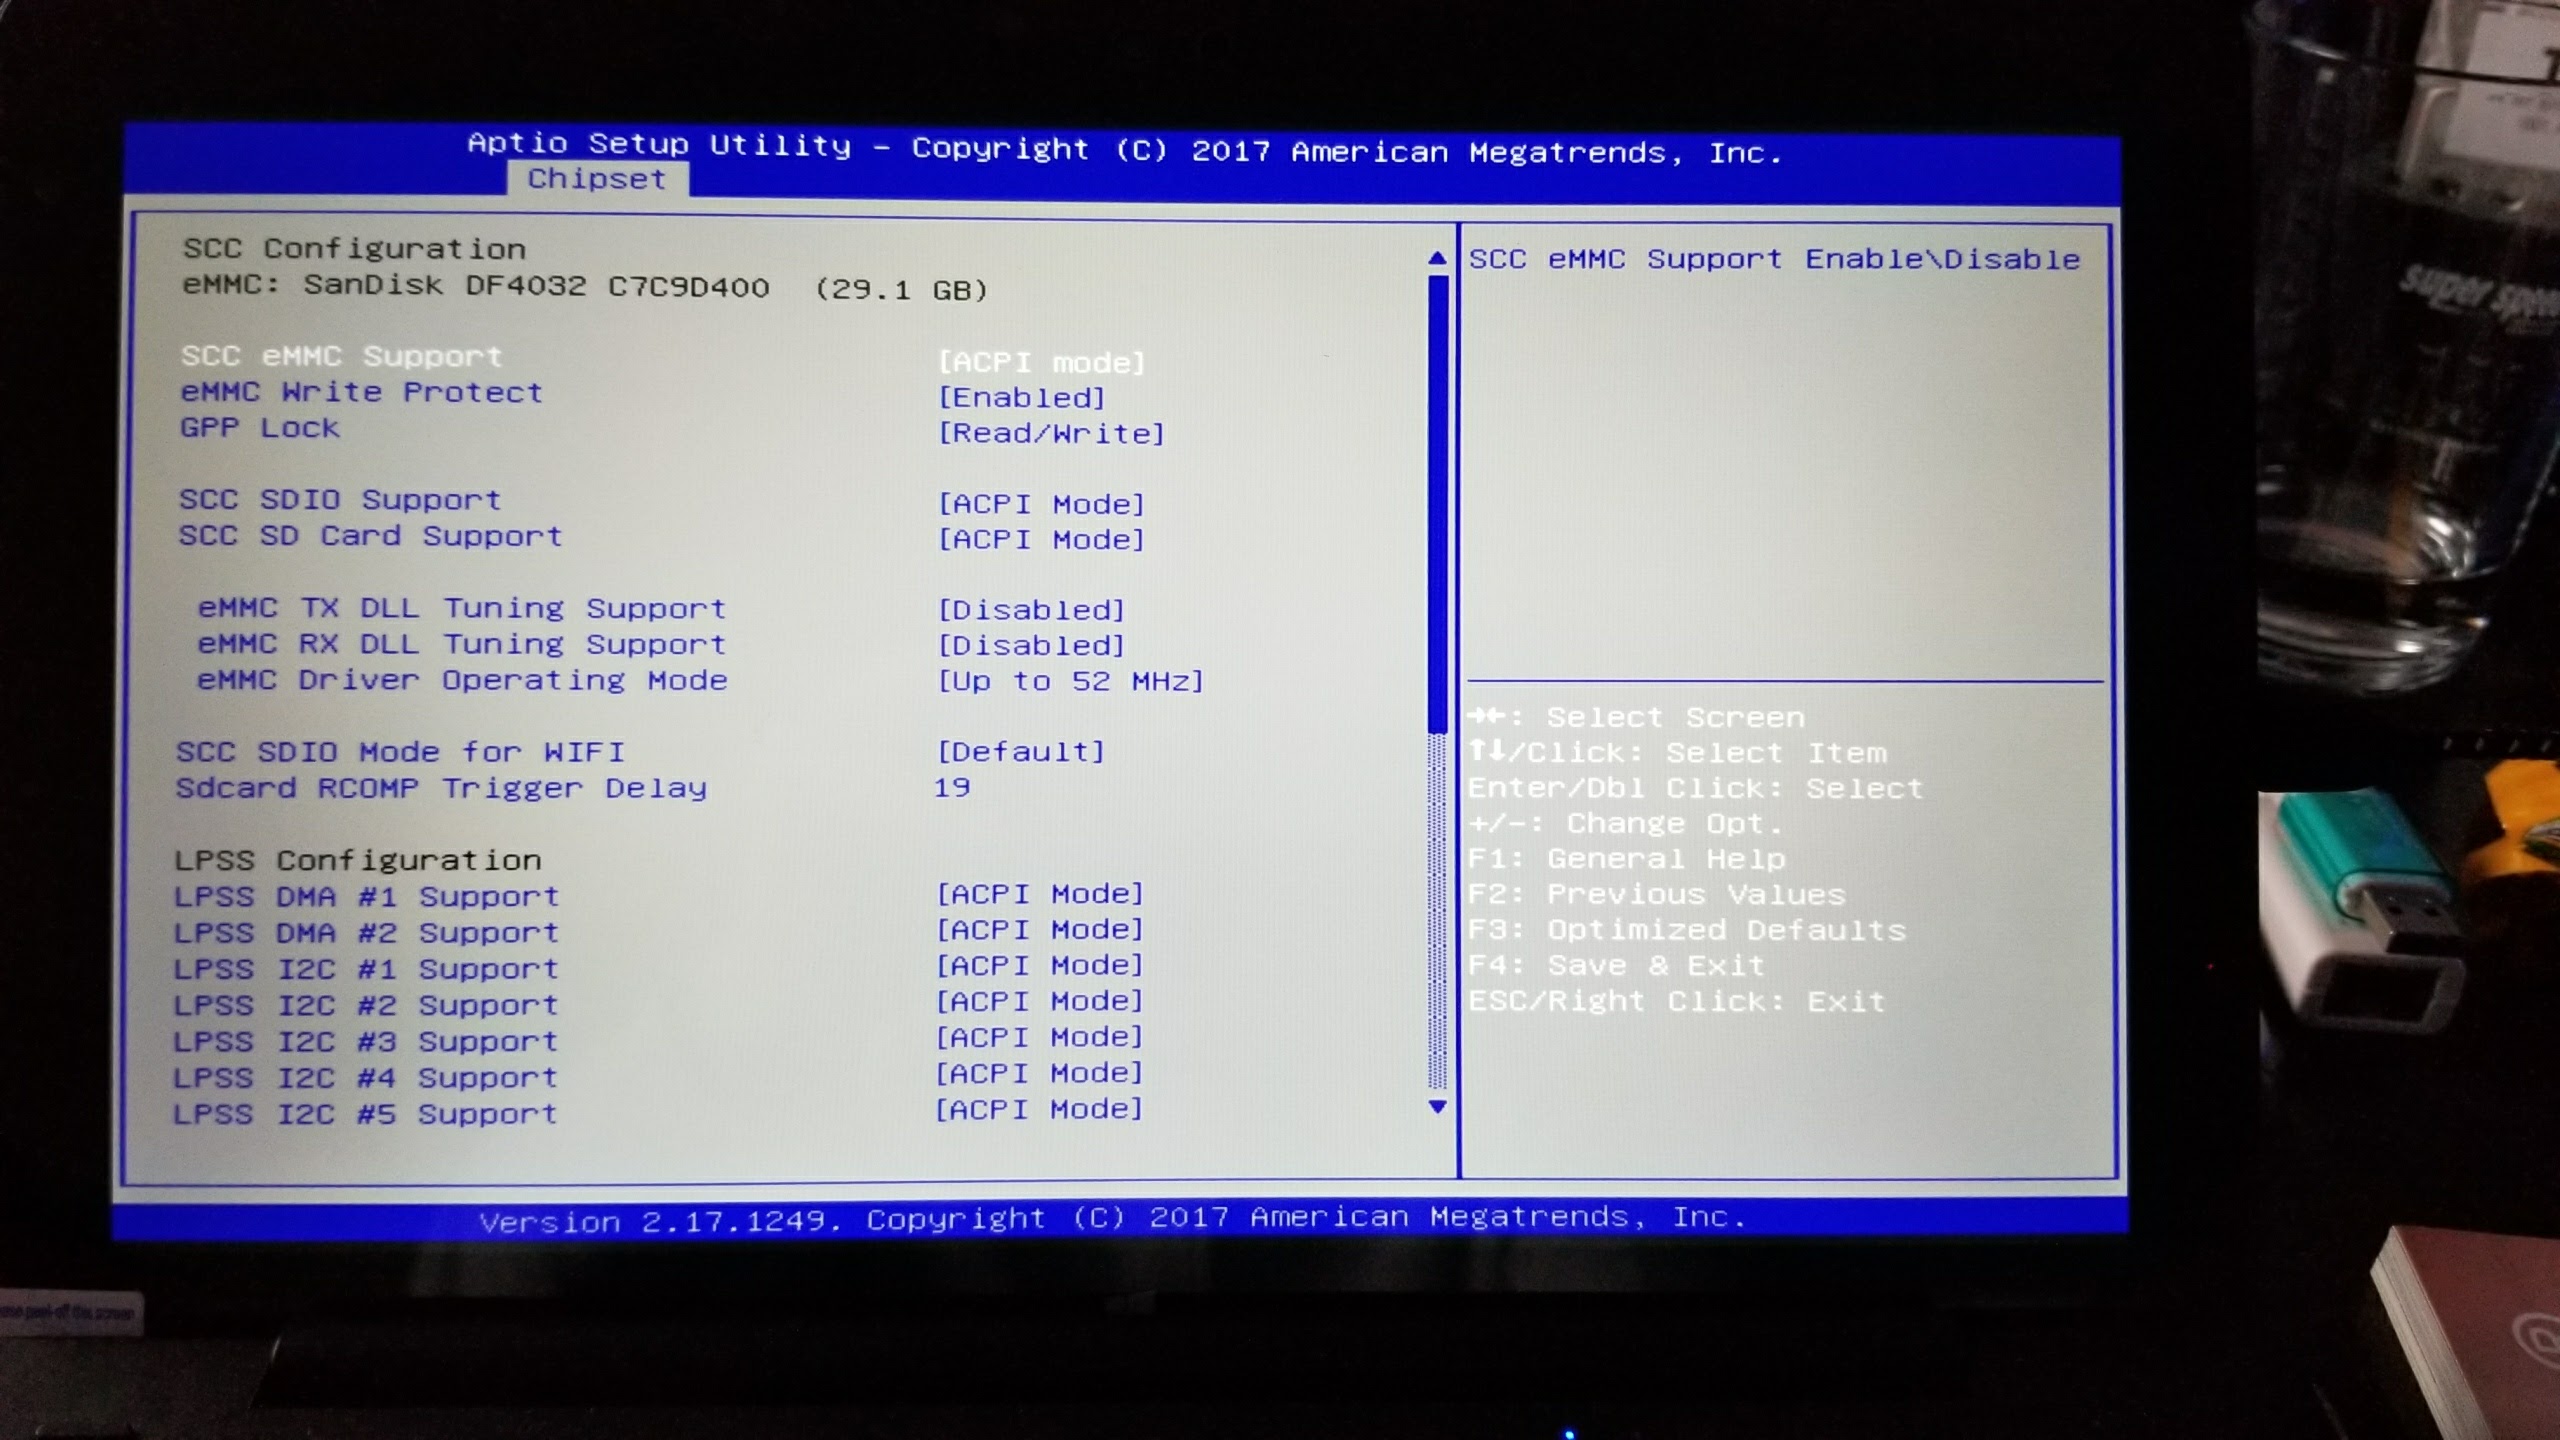 Aptio Setup Utility - Copyright (C) 2017 American Megatrends, Inc.
Chipset
SCC Configuration
eMMC: SanDisk DF4032 C7C9D400 (29.1 GB)
SCC eMMC Support [ACPI mode]
eMMC Write Protect [Enabled]
GPP Lock [Read/Write]
SCC SDIO Support [ACPI Mode]
SCC SD Card Support [ACPI Mode]
eMMC TX DLL Tuning Support [Disabled]
eMMC RX DLL Tuning Support [Disabled]
eMMC Driver Operating Mode [Up to 52 MHz]
SCC SDIO Mode for WIFI [Default]
Sdcard RCOMP Trigger Delay 19
LPSS Configuration
LPSS DMA #1 Support [ACPI Mode]
LPSS DMA #2 Support [ACPI Mode]
LPSS I2C #1 Support [ACPI Mode]
LPSS I2C #2 Support [ACPI Mode]
LPSS I2C #3 Support [ACPI Mode]
LPSS I2C #4 Support [ACPI Mode]
LPSS I2C #5 Support [ACPI Mode]
SCC eMMC Support Enable\Disable
→←: Select Screen
↑↓/Click: Select Item
Enter/Dbl Click: Select
+/-: Change Opt.
F1: General Help
F2: Previous Values
F3: Optimized Defaults
F4: Save & Exit
ESC/Right Click: Exit
Version 2.17.1249. Copyright (C) 2017 American Megatrends, Inc.
super
peel-off this screen